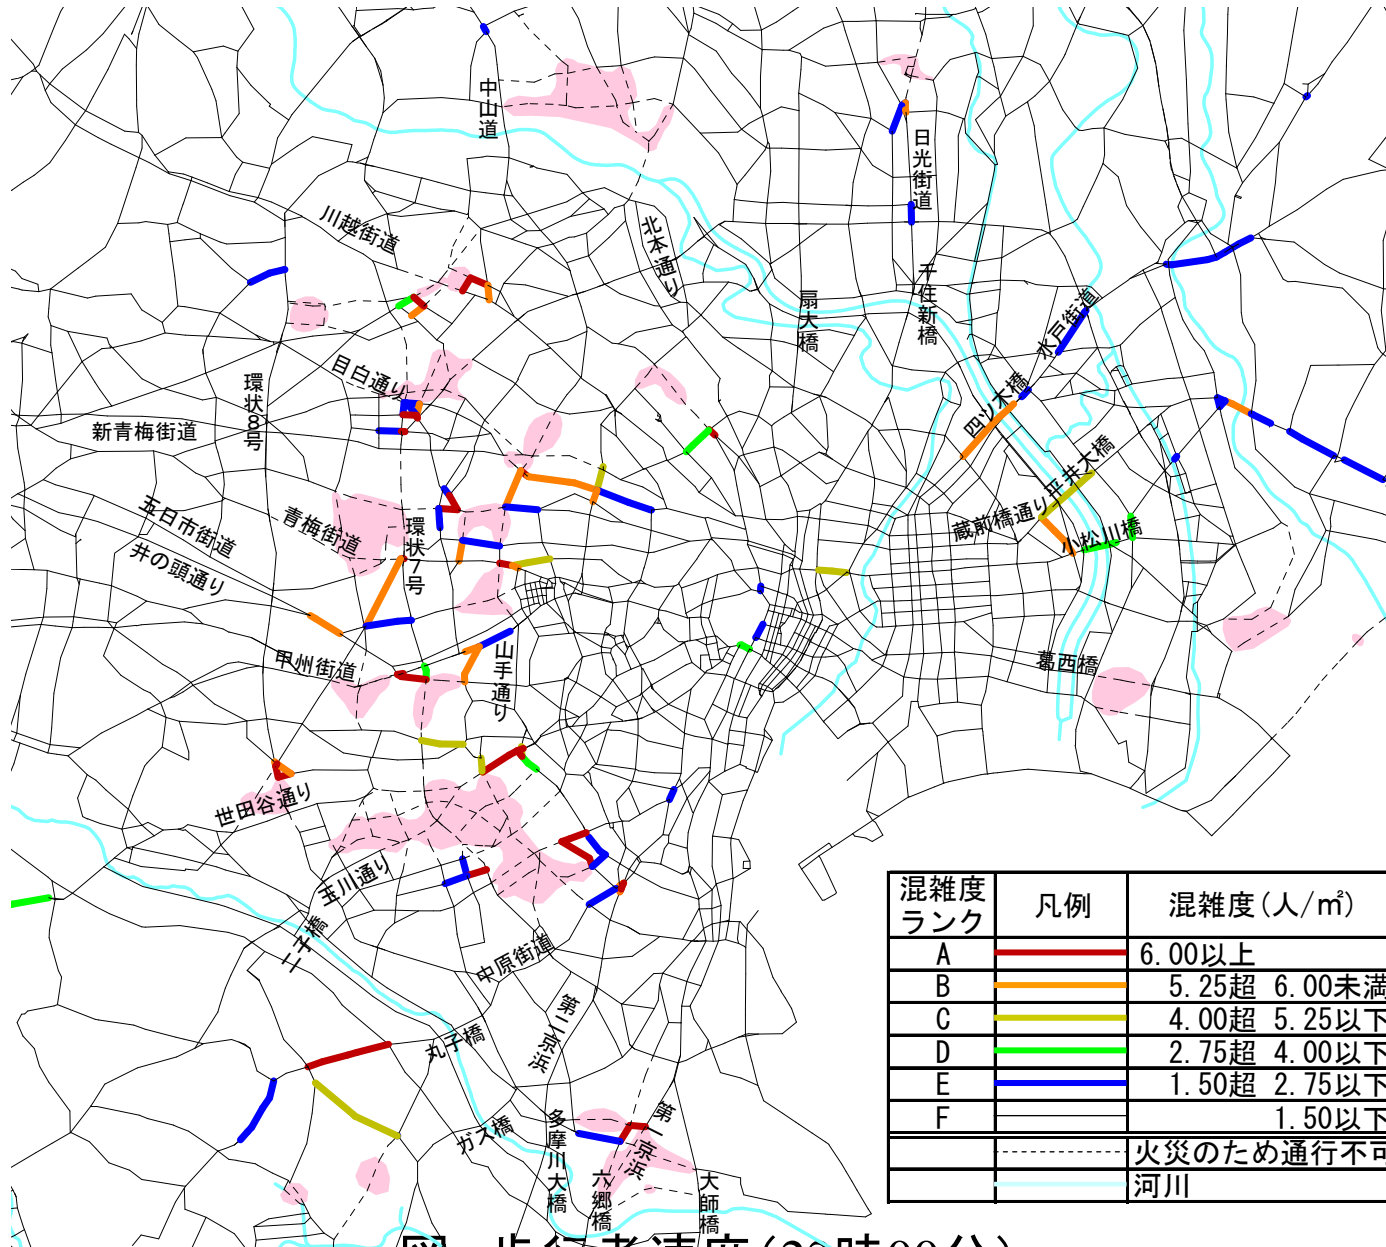 中山道
日光街道
川越街道
北本通り
千住新橋
扇大橋
水戸街道
目白通り
環状8号
四ツ木橋
新青梅街道
平井大橋
五日市街道
青梅街道
環状7号
蔵前橋通り
小松川橋
井の頭通り
甲州街道
山手通り
葛西橋
世田谷通り
玉川通り
二子橋
中原街道
第二京浜
丸子橋
ガス橋
多摩川大橋
第一京浜
六郷橋
大師橋
混雑度ランク 凡例 混雑度(人/㎡)
A 6.00以上
B 5.25超 6.00未満
C 4.00超 5.25以下
D 2.75超 4.00以下
E 1.50超 2.75以下
F 1.50以下
火災のため通行不可
河川